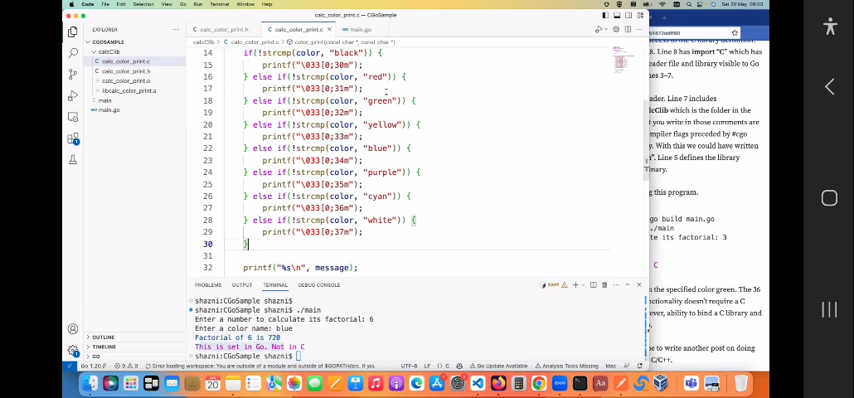 Code File Edit Selection View Go Run Terminal Window Help
Sat 20 May 08:03
calc_color_print.c — CGoSample
EXPLORER
calc_color_print.h
calc_color_print.c
main.go
CGOSAMPLE
calcClib
calc_color_print.c
calc_color_print.h
calc_color_print.o
libcalc_color_print.a
main
main.go
calcClib > calc_color_print.c > color_print(const char *, const char *)
14 if(!strcmp(color, "black")) {
15 printf("\033[0;30m");
16 } else if(!strcmp(color, "red")) {
17 printf("\033[0;31m");
18 } else if(!strcmp(color, "green")) {
19 printf("\033[0;32m");
20 } else if(!strcmp(color, "yellow")) {
21 printf("\033[0;33m");
22 } else if(!strcmp(color, "blue")) {
23 printf("\033[0;34m");
24 } else if(!strcmp(color, "purple")) {
25 printf("\033[0;35m");
26 } else if(!strcmp(color, "cyan")) {
27 printf("\033[0;36m");
28 } else if(!strcmp(color, "white")) {
29 printf("\033[0;37m");
30 }
31
32 printf("%s\n", message);
PROBLEMS OUTPUT TERMINAL DEBUG CONSOLE
bash
shazni:CGoSample shazni$
shazni:CGoSample shazni$ ./main
Enter a number to calculate its factorial: 6
Enter a color name: blue
Factorial of 6 is 720
This is set in Go. Not in C
shazni:CGoSample shazni$
OUTLINE
TIMELINE
GO
Go 1.20 Error loading workspace: You are outside of a module and outside of $GOPATH/src. If you
UTF-8 LF C Go Update Available Analysis Tools Missing Mac
der. Line 8 has import "C" which has
eader file and library visible to Go
nes 3–7.
ader. Line 7 includes
lcClib which is the folder in the
t you write in those comments are
mpiler flags preceded by #cgo
y. With this we could have written
Line 5 defines the library
inary.
ng this program.
go build main.go
./main
ate its factorial: 3
C
n the specified color green. The 36
nctionality doesn't require a C
ever, ability to bind a C library and
pe to write another post on doing
C/C++.